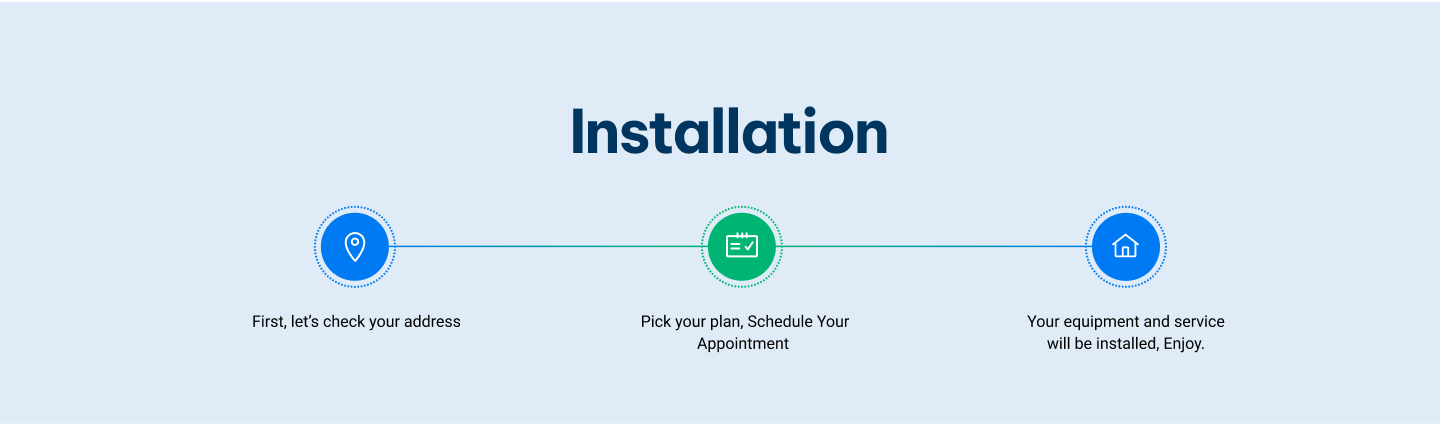 Installation
First, let’s check your address
Pick your plan, Schedule Your
Appointment
Your equipment and service
will be installed, Enjoy.